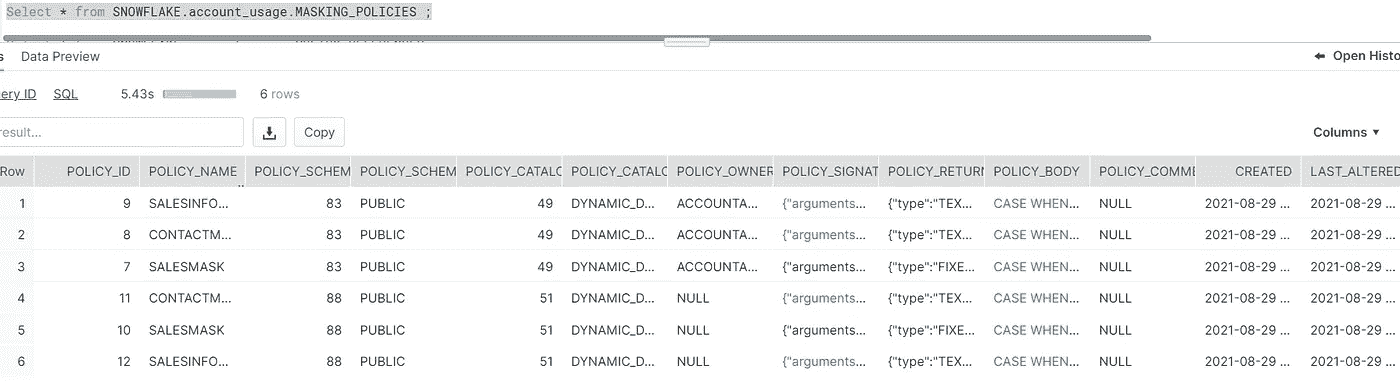 Select * from SNOWFLAKE.account_usage.MASKING_POLICIES ;
Data Preview
Open Histo
ery ID SQL 5.43s 6 rows
result... Copy
Columns
Row POLICY_ID POLICY_NAME POLICY_SCHEM POLICY_SCHEM POLICY_CATALO POLICY_CATALO POLICY_OWNER POLICY_SIGNAT POLICY_RETURN POLICY_BODY POLICY_COMME CREATED LAST_ALTERED
1 9 SALESINFO... 83 PUBLIC 49 DYNAMIC_D... ACCOUNTA... {"arguments... {"type":"TEX... CASE WHEN... NULL 2021-08-29 ... 2021-08-29 ...
2 8 CONTACTM... 83 PUBLIC 49 DYNAMIC_D... ACCOUNTA... {"arguments... {"type":"TEX... CASE WHEN... NULL 2021-08-29 ... 2021-08-29 ...
3 7 SALESMASK 83 PUBLIC 49 DYNAMIC_D... ACCOUNTA... {"arguments... {"type":"FIXE... CASE WHEN... NULL 2021-08-29 ... 2021-08-29 ...
4 11 CONTACTM... 88 PUBLIC 51 DYNAMIC_D... NULL {"arguments... {"type":"TEX... CASE WHEN... NULL 2021-08-29 ... 2021-08-29 ...
5 10 SALESMASK 88 PUBLIC 51 DYNAMIC_D... NULL {"arguments... {"type":"FIXE... CASE WHEN... NULL 2021-08-29 ... 2021-08-29 ...
6 12 SALESINFO... 88 PUBLIC 51 DYNAMIC_D... NULL {"arguments... {"type":"TEX... CASE WHEN... NULL 2021-08-29 ... 2021-08-29 ...